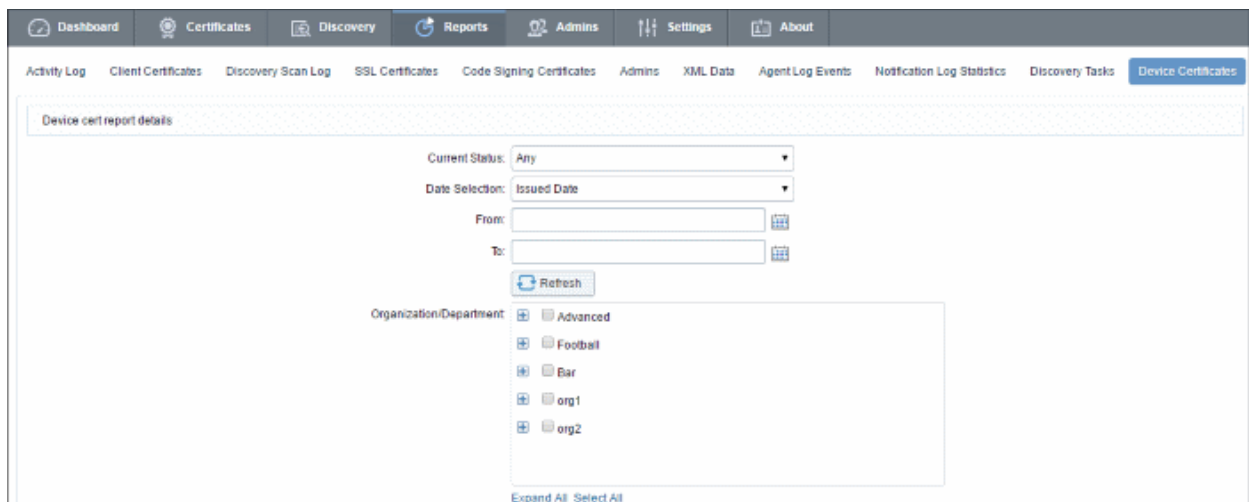 Dashboard Certificates Discovery Reports Admins Settings About
Activity Log Client Certificates Discovery Scan Log SSL Certificates Code Signing Certificates Admins XML Data Agent Log Events Notification Log Statistics Discovery Tasks Device Certificates
Device cert report details
Current Status: Any
Date Selection: Issued Date
From:
To:
Refresh
Organization/Department: Advanced
Football
Bar
org1
org2
Expand All Select All